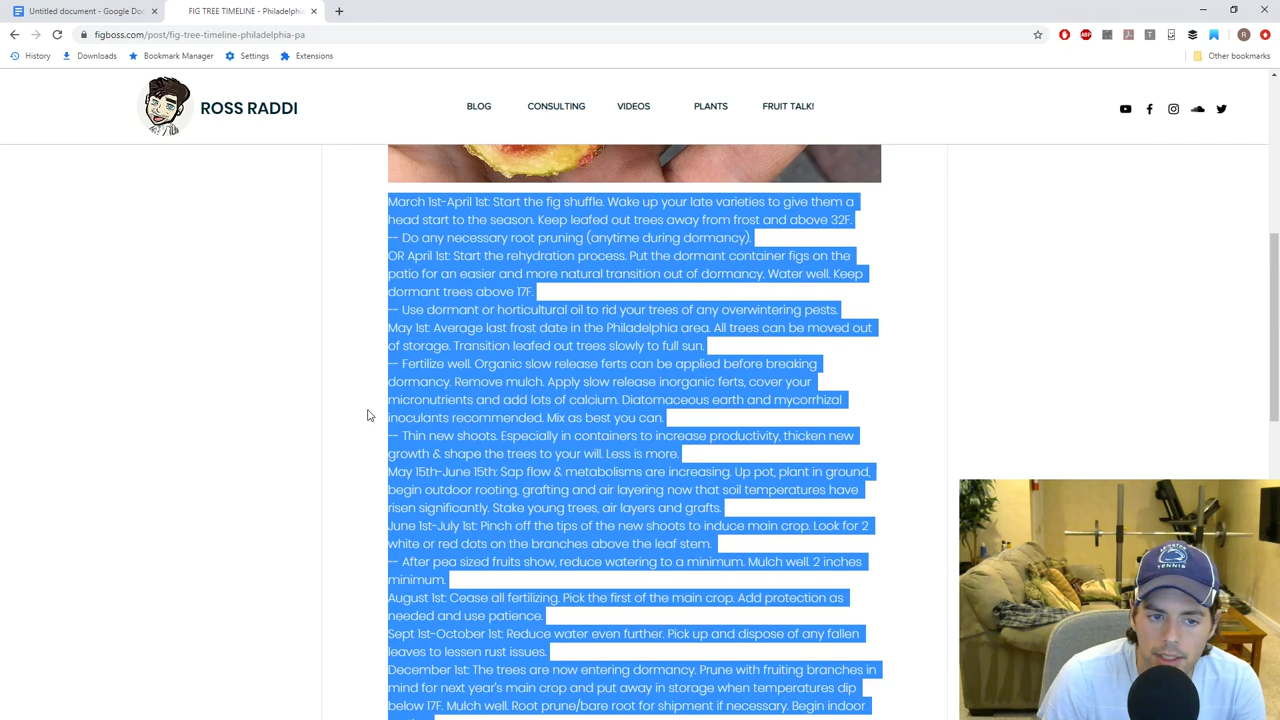 Untitled document - Google Doc
FIG TREE TIMELINE - Philadelphia
figboss.com/post/fig-tree-timeline-philadelphia-pa
History
Downloads
Bookmark Manager
Settings
Extensions
Other bookmarks
ROSS RADDI
BLOG
CONSULTING
VIDEOS
PLANTS
FRUIT TALK!
March 1st-April 1st: Start the fig shuffle. Wake up your late varieties to give them a
head start to the season. Keep leafed out trees away from frost and above 32F.
-- Do any necessary root pruning (anytime during dormancy).
OR April 1st: Start the rehydration process. Put the dormant container figs on the
patio for an easier and more natural transition out of dormancy. Water well. Keep
dormant trees above 17F.
-- Use dormant or horticultural oil to rid your trees of any overwintering pests.
May 1st: Average last frost date in the Philadelphia area. All trees can be moved out
of storage. Transition leafed out trees slowly to full sun.
-- Fertilize well. Organic slow release ferts can be applied before breaking
dormancy. Remove mulch. Apply slow release inorganic ferts, cover your
micronutrients and add lots of calcium. Diatomaceous earth and mycorrhizal
inoculants recommended. Mix as best you can.
-- Thin new shoots. Especially in containers to increase productivity, thicken new
growth & shape the trees to your will. Less is more.
May 15th-June 15th: Sap flow & metabolisms are increasing. Up pot, plant in ground,
begin outdoor rooting, grafting and air layering now that soil temperatures have
risen significantly. Stake young trees, air layers and grafts.
June 1st-July 1st: Pinch off the tips of the new shoots to induce main crop. Look for 2
white or red dots on the branches above the leaf stem.
-- After pea sized fruits show, reduce watering to a minimum. Mulch well. 2 inches
minimum.
August 1st: Cease all fertilizing. Pick the first of the main crop. Add protection as
needed and use patience.
Sept 1st-October 1st: Reduce water even further. Pick up and dispose of any fallen
leaves to lessen rust issues.
December 1st: The trees are now entering dormancy. Prune with fruiting branches in
mind for next year's main crop and put away in storage when temperatures dip
below 17F. Mulch well. Root prune/bare root for shipment if necessary. Begin indoor
TENNIS